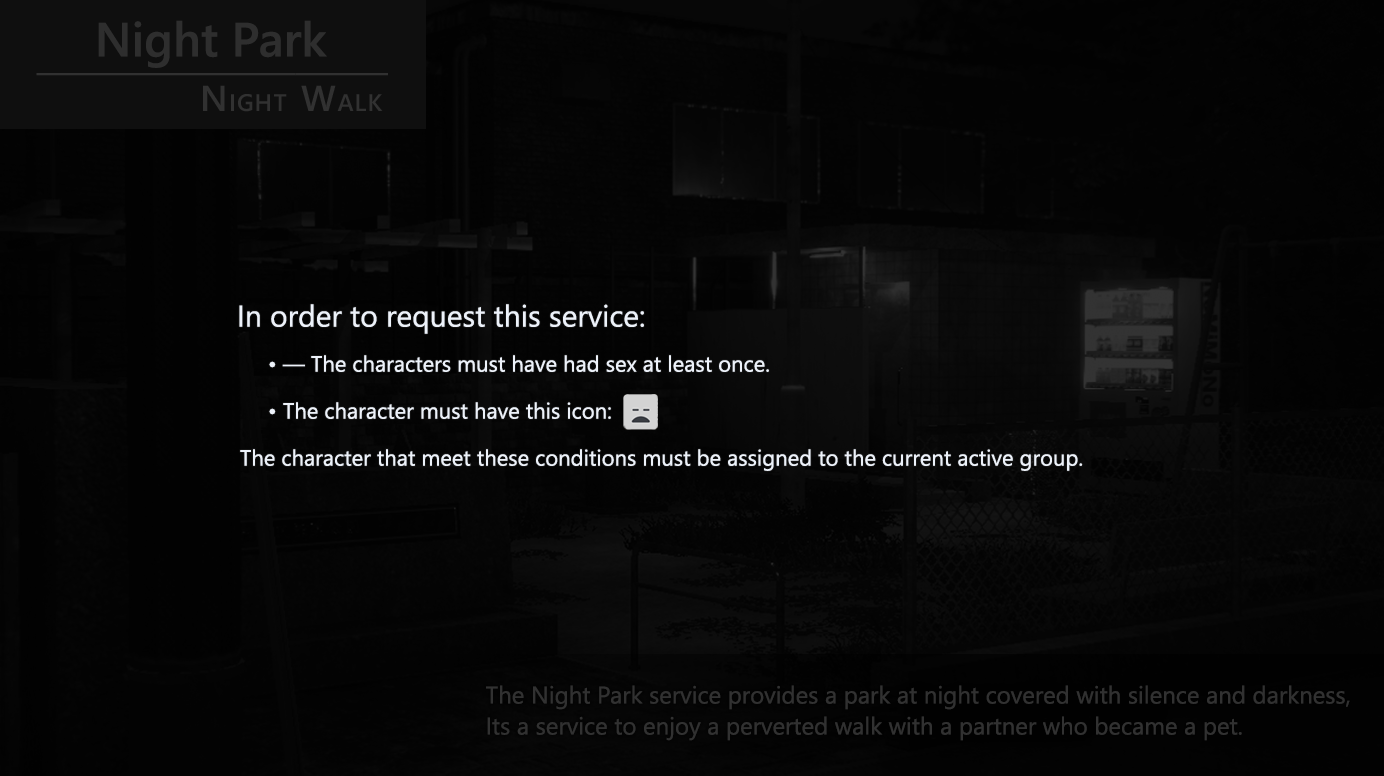 Night Park
Night Walk
In order to request this service:
• — The characters must have had sex at least once.
• The character must have this icon:
The character that meet these conditions must be assigned to the current active group.
The Night Park service provides a park at night covered with silence and darkness,
Its a service to enjoy a perverted walk with a partner who became a pet.